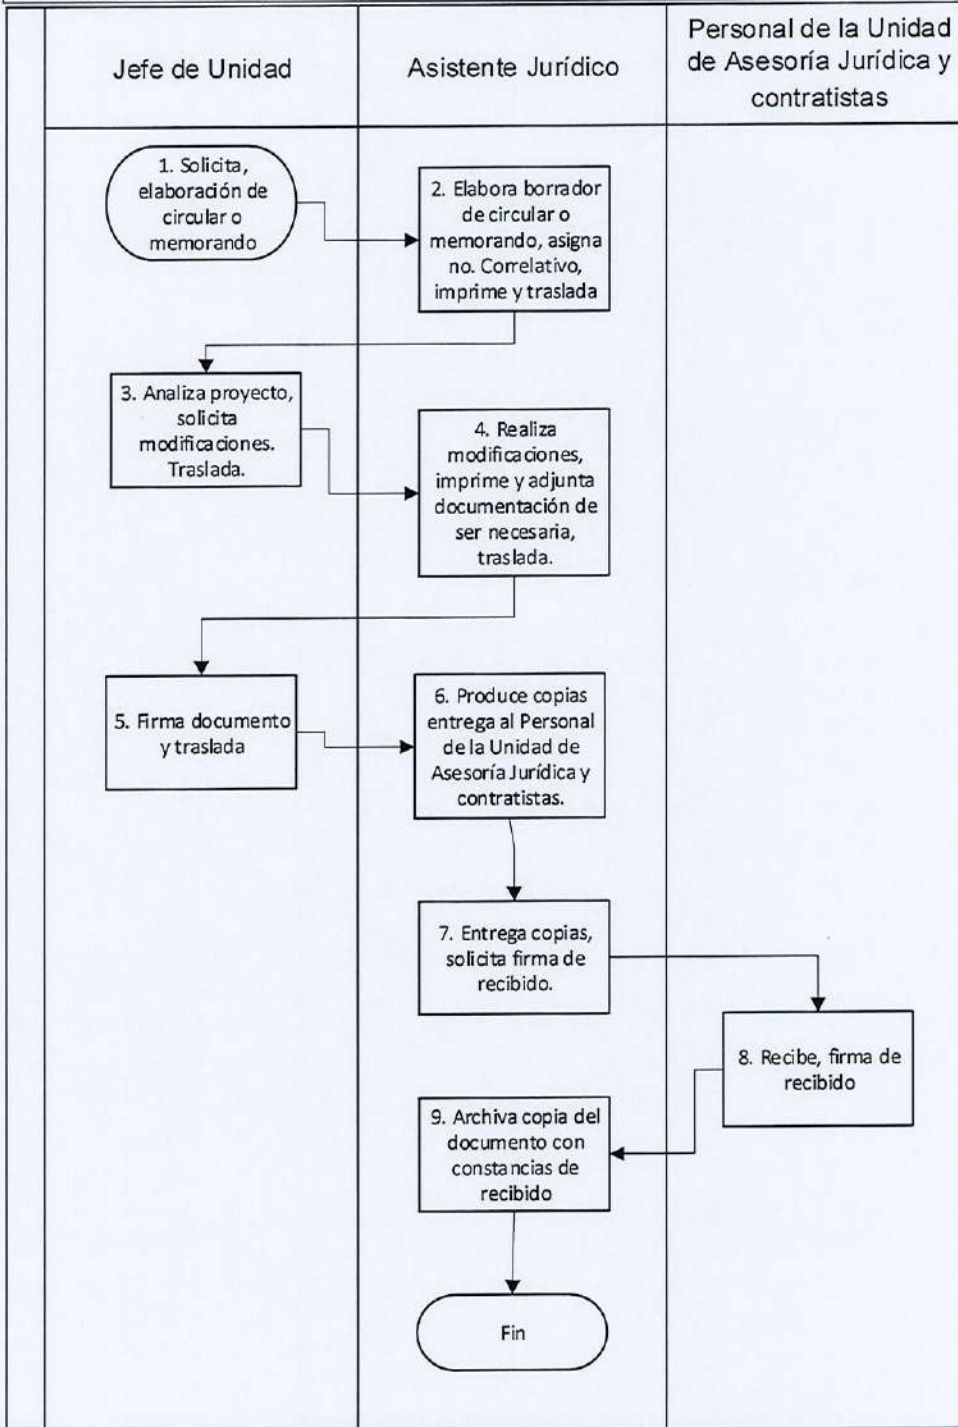 Jefe de Unidad
Asistente Jurídico
Personal de la Unidad
de Asesoría Jurídica y
contratistas
1. Solicita,
elaboración de
circular o
memorando
2. Elabora borrador
de circular o
memorando, asigna
no. Correlativo,
imprime y traslada
3. Analiza proyecto,
solicita
modificaciones.
Traslada.
4. Realiza
modificaciones,
imprime y adjunta
documentación de
ser necesaria,
traslada.
5. Firma documento
y traslada
6. Produce copias
entrega al Personal
de la Unidad de
Asesoría Jurídica y
contratistas.
7. Entrega copias,
solicita firma de
recibido.
8. Recibe, firma de
recibido
9. Archiva copia del
documento con
constancias de
recibido
Fin